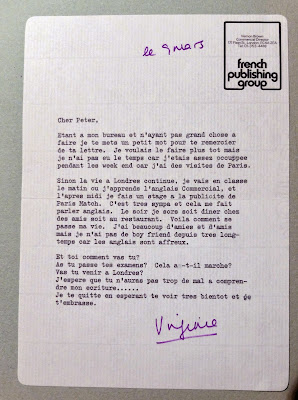 le 9 mars
Vernon Brown
Commercial Director
french
publishing
group
Cher Peter,
Etant a mon bureau et n'ayant pas grand chose a
faire je te mets un petit mot pour te remercier
de ta lettre. Je voulais le faire plus tot mais
je n'ai pas eu le temps car j'etais assez occuppee
pendant les week end car j'ai des visites de Paris.
Sinon la vie a Londres continue, je vais en classe
le matin ou j'apprende l'anglais Commercial, et
l'apres midi je fais un stage a la publicite de
Paris Match. C'est tres sympa et cela me fait
parler anglais. Le soir je sors soit diner chez
des amis soit au restaurant. Voila comment se
passe ma vie. J'ai beaucoup d'amies et d'amis
mais je n'ai pas de boy friend depuis tres long-
temps car les anglais sont affreux.
Et toi comment vas tu?
As tu passe tes examens? Cela a-t-il marche?
Vas tu venir a Londres?
J'espere que tu n'auras pas trop de mal a compren-
dre mon ecriture......
Je te quitte en esperant te voir tres bientot et je
t'embrasse.
Virginie